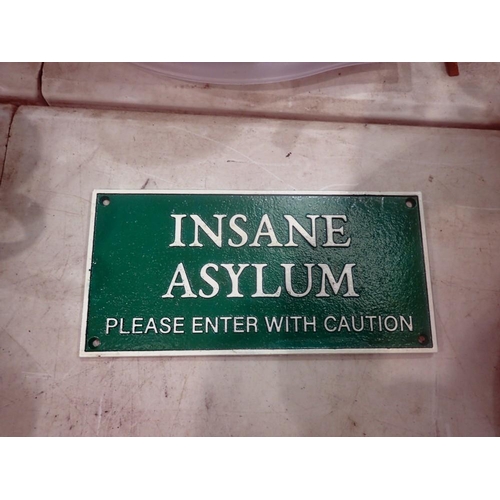 INSANE
ASYLUM
PLEASE ENTER WITH CAUTION